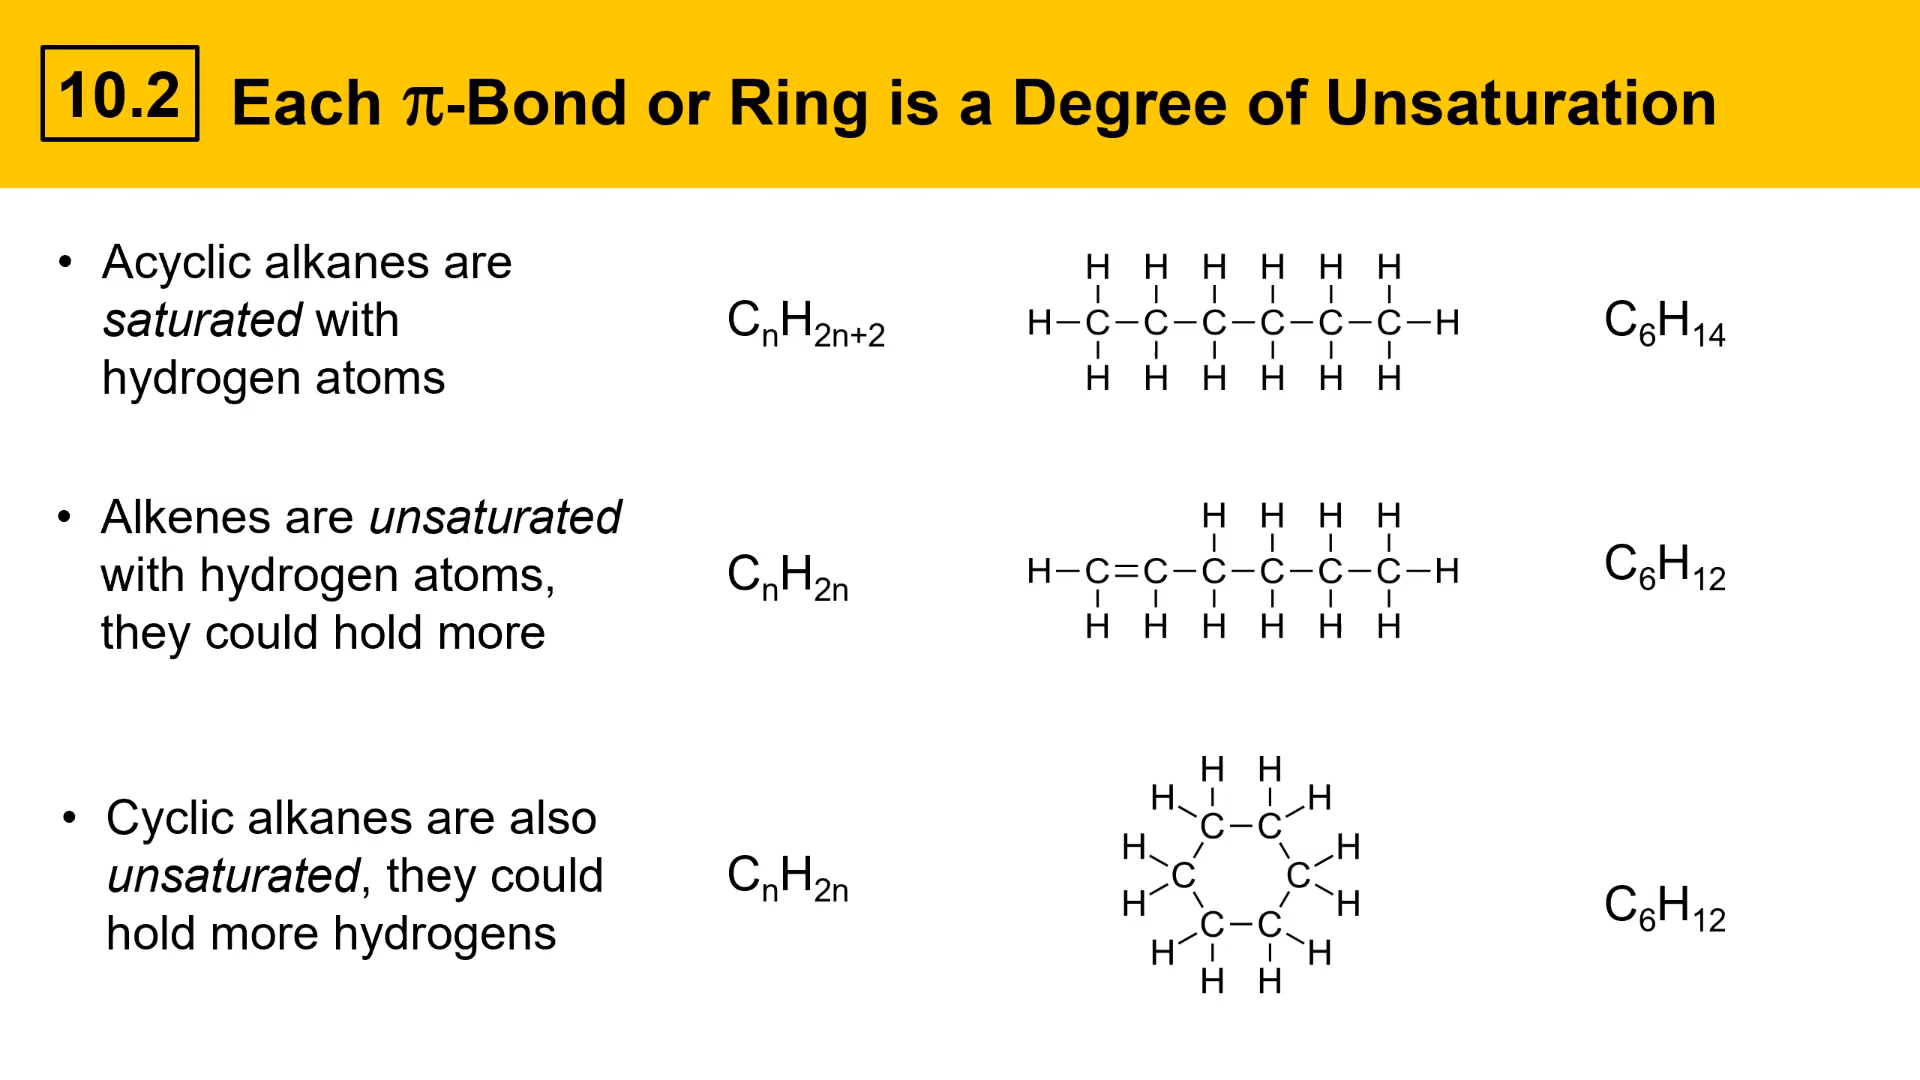 10.2 Each π-Bond or Ring is a Degree of Unsaturation
• Acyclic alkanes are
saturated with
hydrogen atoms
CₙH₂ₙ₊₂
H H H H H H
H–C–C–C–C–C–C–H
H H H H H H
C₆H₁₄
• Alkenes are unsaturated
with hydrogen atoms,
they could hold more
CₙH₂ₙ
H H H H
H–C=C–C–C–C–C–H
H H H H H H
C₆H₁₂
• Cyclic alkanes are also
unsaturated, they could
hold more hydrogens
CₙH₂ₙ
H H
H H
C–C
H H
C C
H H
C–C
H H
H H
C₆H₁₂